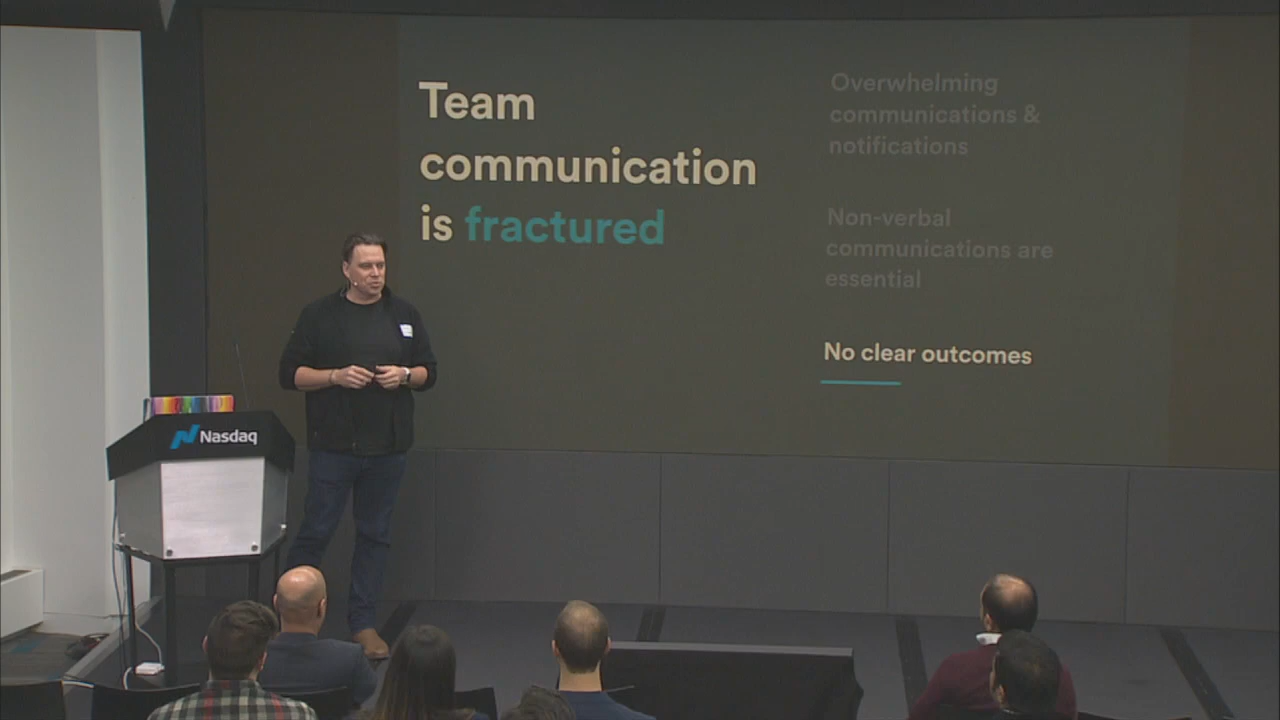 Team
communication
is fractured
Overwhelming
communications &
notifications
Non-verbal
communications are
essential
No clear outcomes
Nasdaq